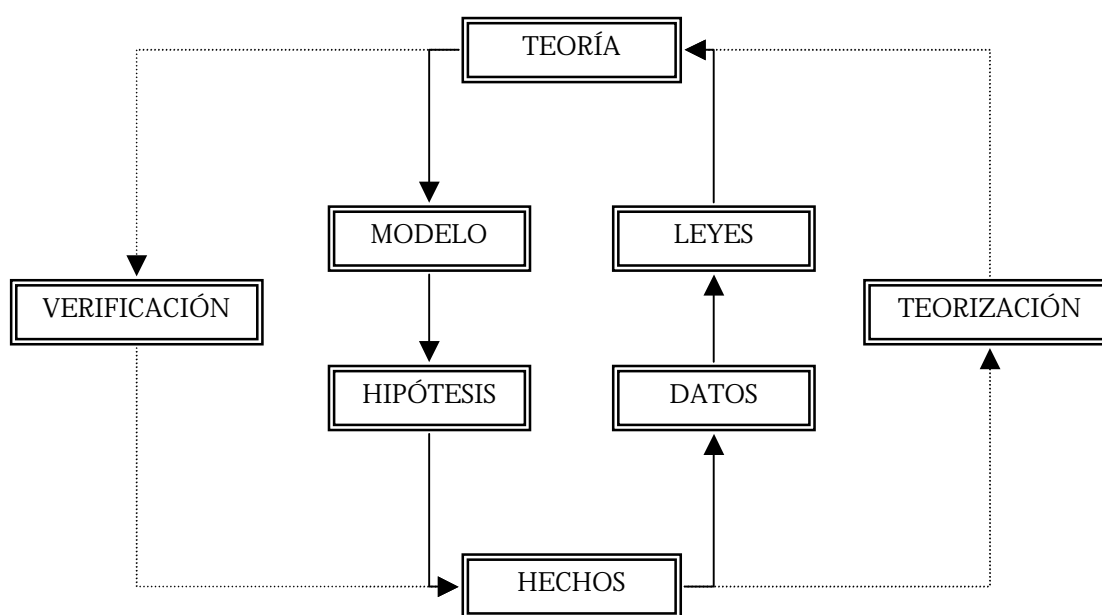 TEORÍA
MODELO
LEYES
VERIFICACIÓN
TEORIZACIÓN
HIPÓTESIS
DATOS
HECHOS